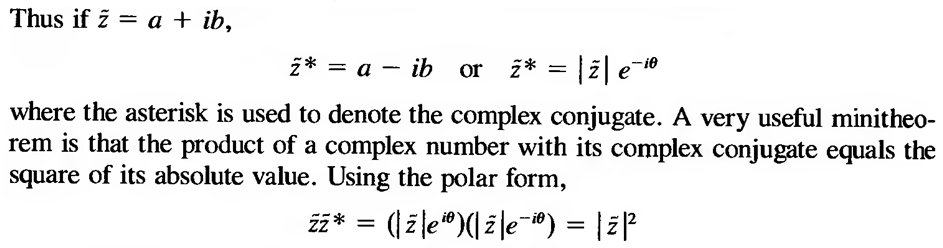 Thus if z̃ = a + ib,
z̃* = a − ib or z̃* = |z̃| e^{−iθ}
where the asterisk is used to denote the complex conjugate. A very useful minitheo-
rem is that the product of a complex number with its complex conjugate equals the
square of its absolute value. Using the polar form,
z̃z̃* = (|z̃|e^{iθ})(|z̃|e^{−iθ}) = |z̃|²